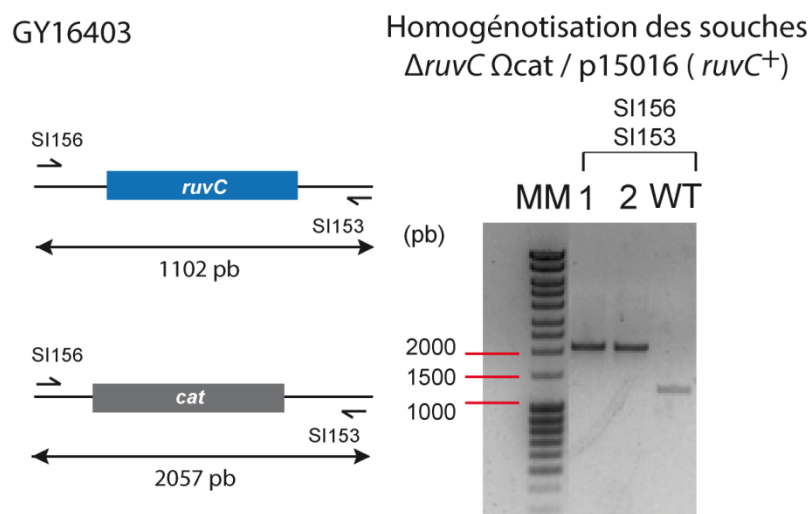 GY16403
Homogénotisation des souches
ΔruvC Ωcat / p15016 ( ruvC+)
SI156
ruvC
SI153
1102 pb
SI156
cat
SI153
2057 pb
SI156
SI153
MM 1 2 WT
(pb)
2000
1500
1000